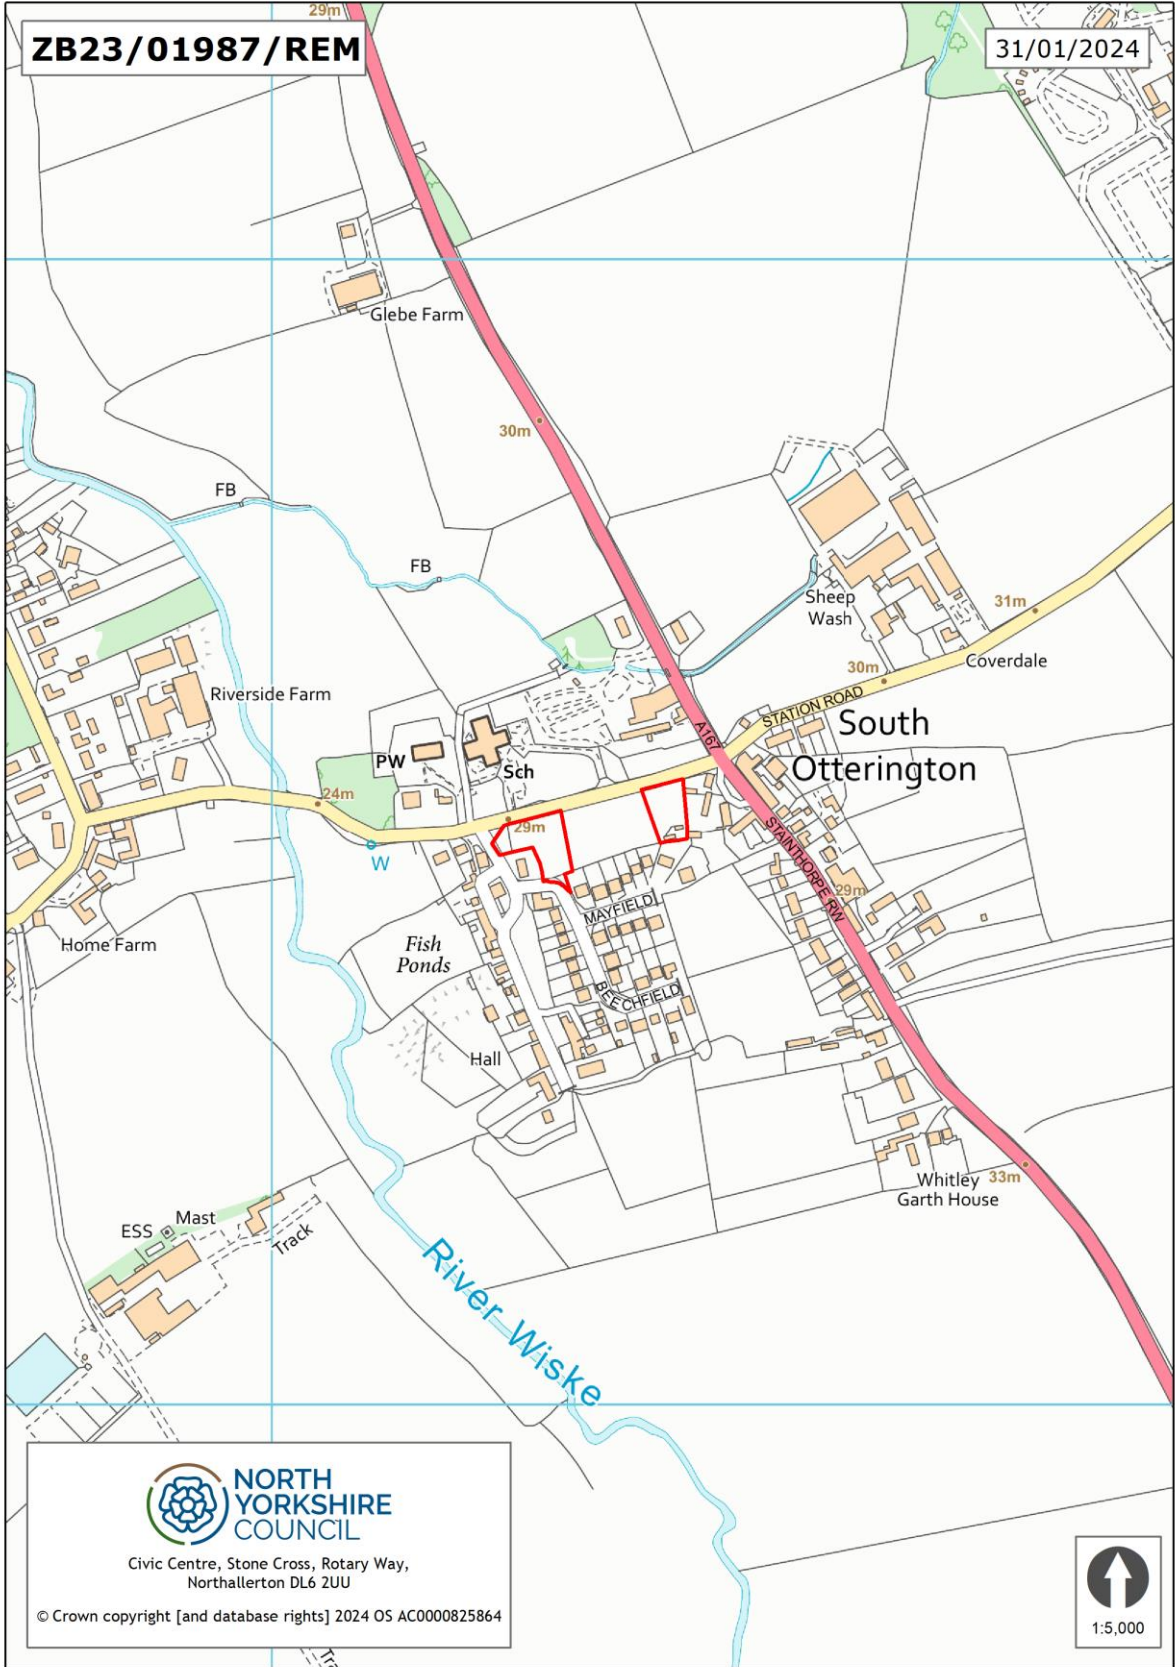 29m
ZB23/01987/REM
31/01/2024
Glebe Farm
30m
FB
FB
Sheep
Wash
31m
30m
Coverdale
Riverside Farm
STATION ROAD
South
Otterington
A167
PW
Sch
24m
29m
W
STAINTHORPE RW
29m
MAYFIELD
Home Farm
Fish
Ponds
BEECHFIELD
Hall
Whitley
Garth House
33m
ESS
Mast
Track
River Wiske
NORTH
YORKSHIRE
COUNCIL
Civic Centre, Stone Cross, Rotary Way,
Northallerton DL6 2UU
© Crown copyright [and database rights] 2024 OS AC0000825864
1:5,000